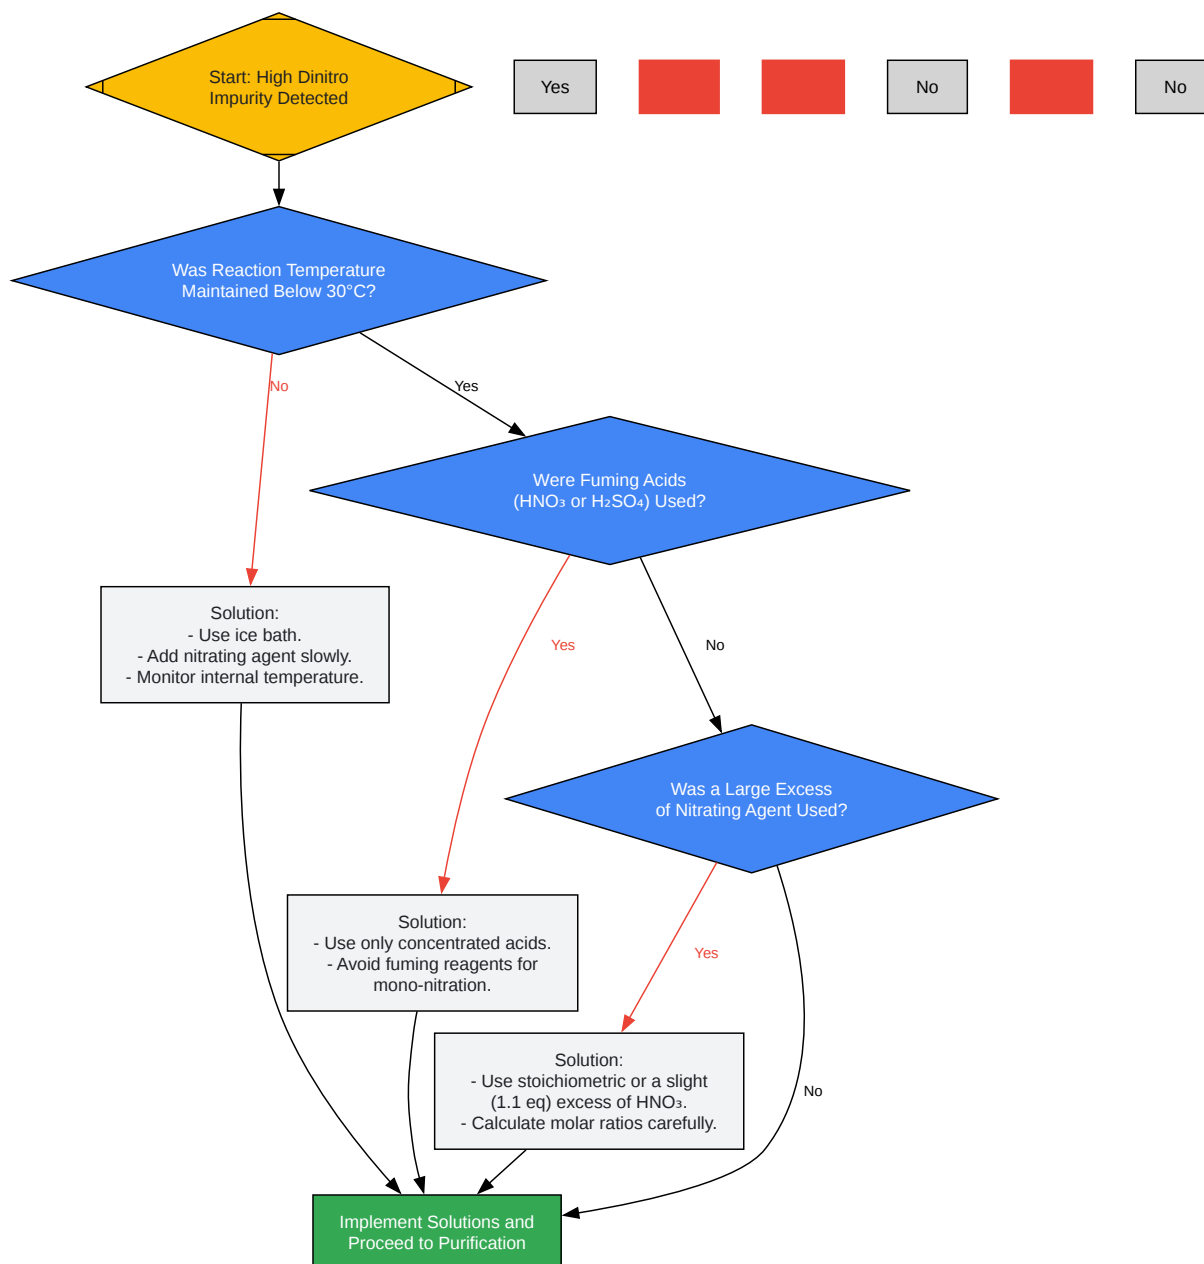 Start: High Dinitro
Impurity Detected
Yes
No
No
Was Reaction Temperature
Maintained Below 30°C?
No
Yes
Were Fuming Acids
(HNO₃ or H₂SO₄) Used?
Solution:
- Use ice bath.
- Add nitrating agent slowly.
- Monitor internal temperature.
Yes
No
Was a Large Excess
of Nitrating Agent Used?
Solution:
- Use only concentrated acids.
- Avoid fuming reagents for
mono-nitration.
Yes
Solution:
- Use stoichiometric or a slight
(1.1 eq) excess of HNO₃.
- Calculate molar ratios carefully.
No
Implement Solutions and
Proceed to Purification